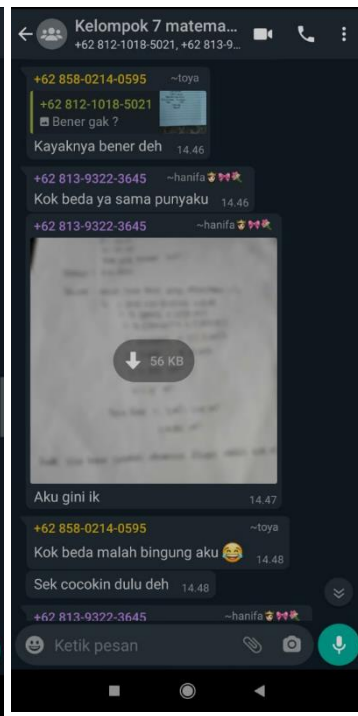 Kelompok 7 matema...
+62 812-1018-5021, +62 813-9...
+62 858-0214-0595 ~toya
+62 812-1018-5021
Bener gak ?
Kayaknya bener deh 14.46
+62 813-9322-3645 ~hanifa
Kok beda ya sama punyaku 14.46
+62 813-9322-3645 ~hanifa
56 KB
Aku gini ik 14.47
+62 858-0214-0595 ~toya
Kok beda malah bingung aku 😂 14.48
Sek cocokin dulu deh 14.48
+62 813-9322-3645 ~hanifa
Ketik pesan